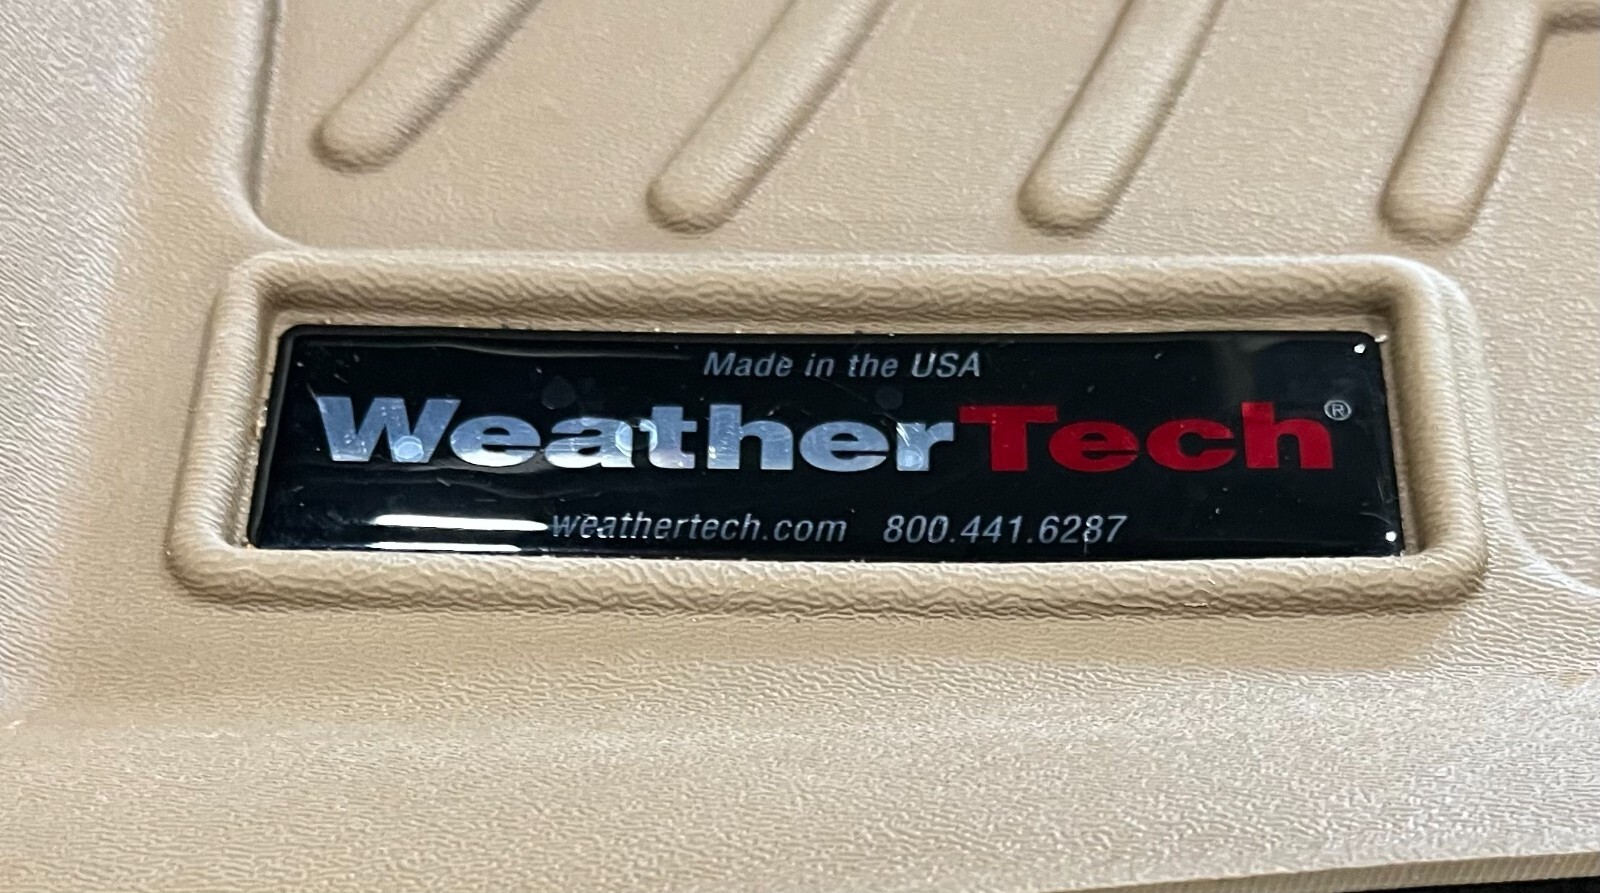 Made in the USA
WeatherTech®
weathertech.com 800.441.6287